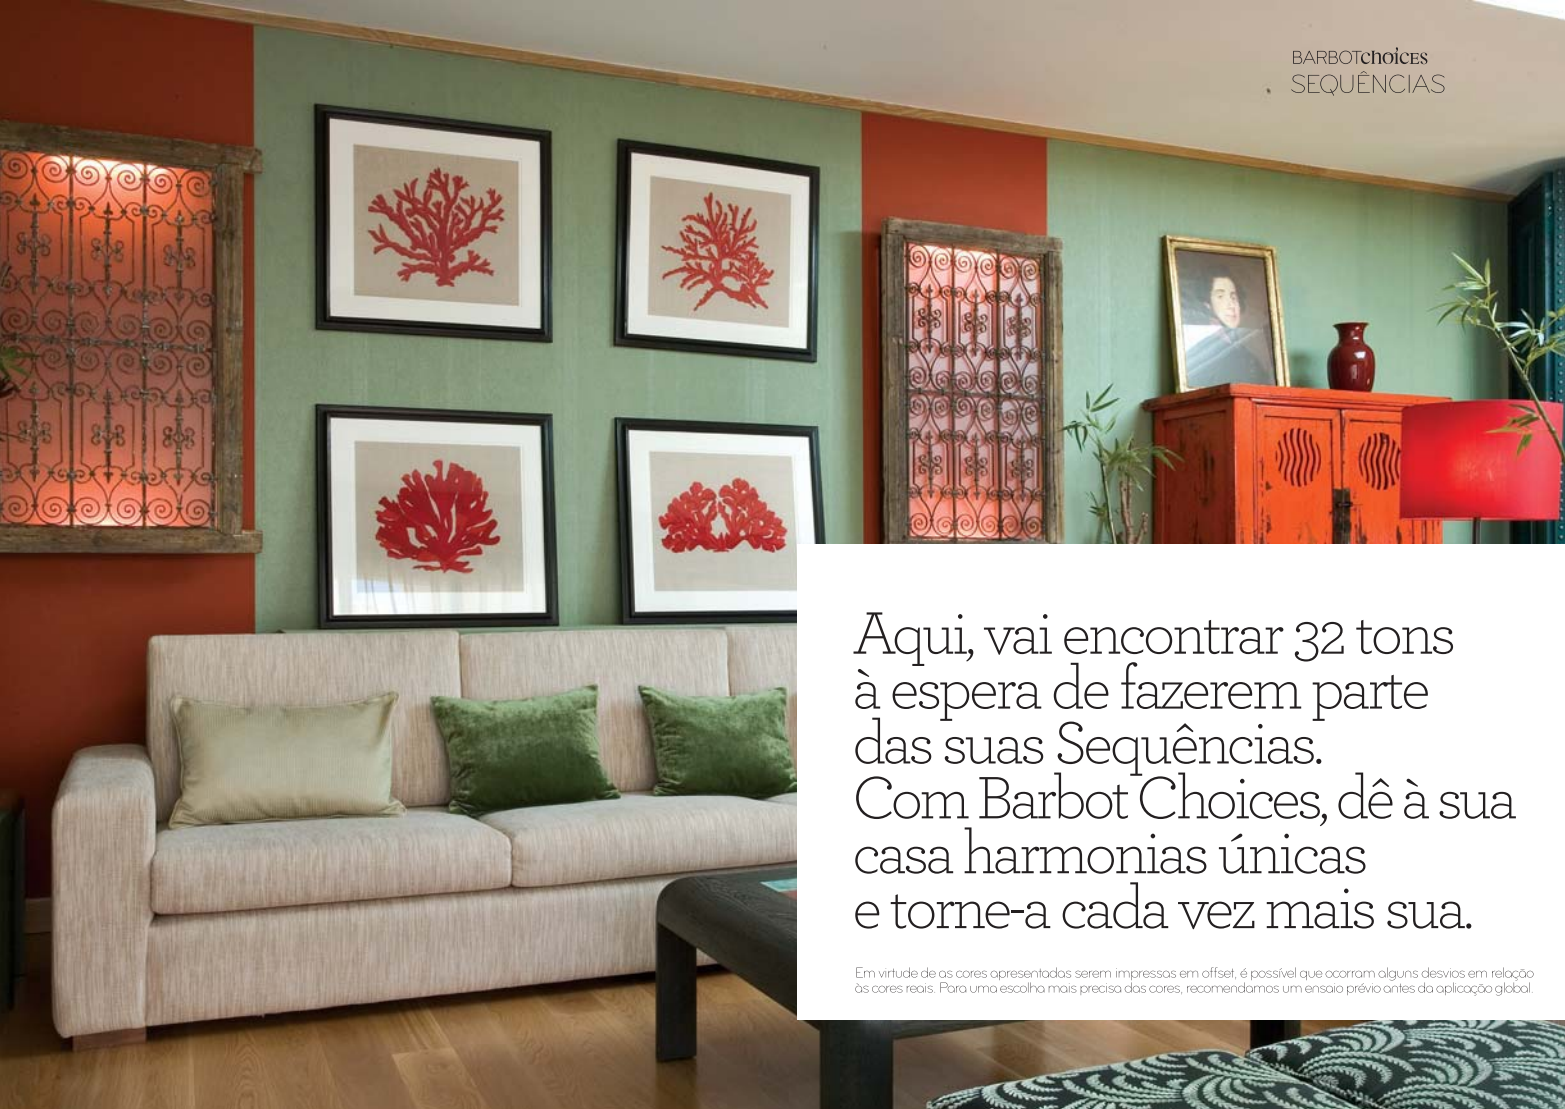 BARBOTchoices
SEQUÊNCIAS
Aqui, vai encontrar 32 tons
à espera de fazerem parte
das suas Sequências.
Com Barbot Choices, dê à sua
casa harmonias únicas
e torne-a cada vez mais sua.
Em virtude de as cores apresentadas serem impressas em offset, é possível que ocorram alguns desvios em relação
às cores reais. Para uma escolha mais precisa das cores, recomendamos um ensaio prévio antes da aplicação global.